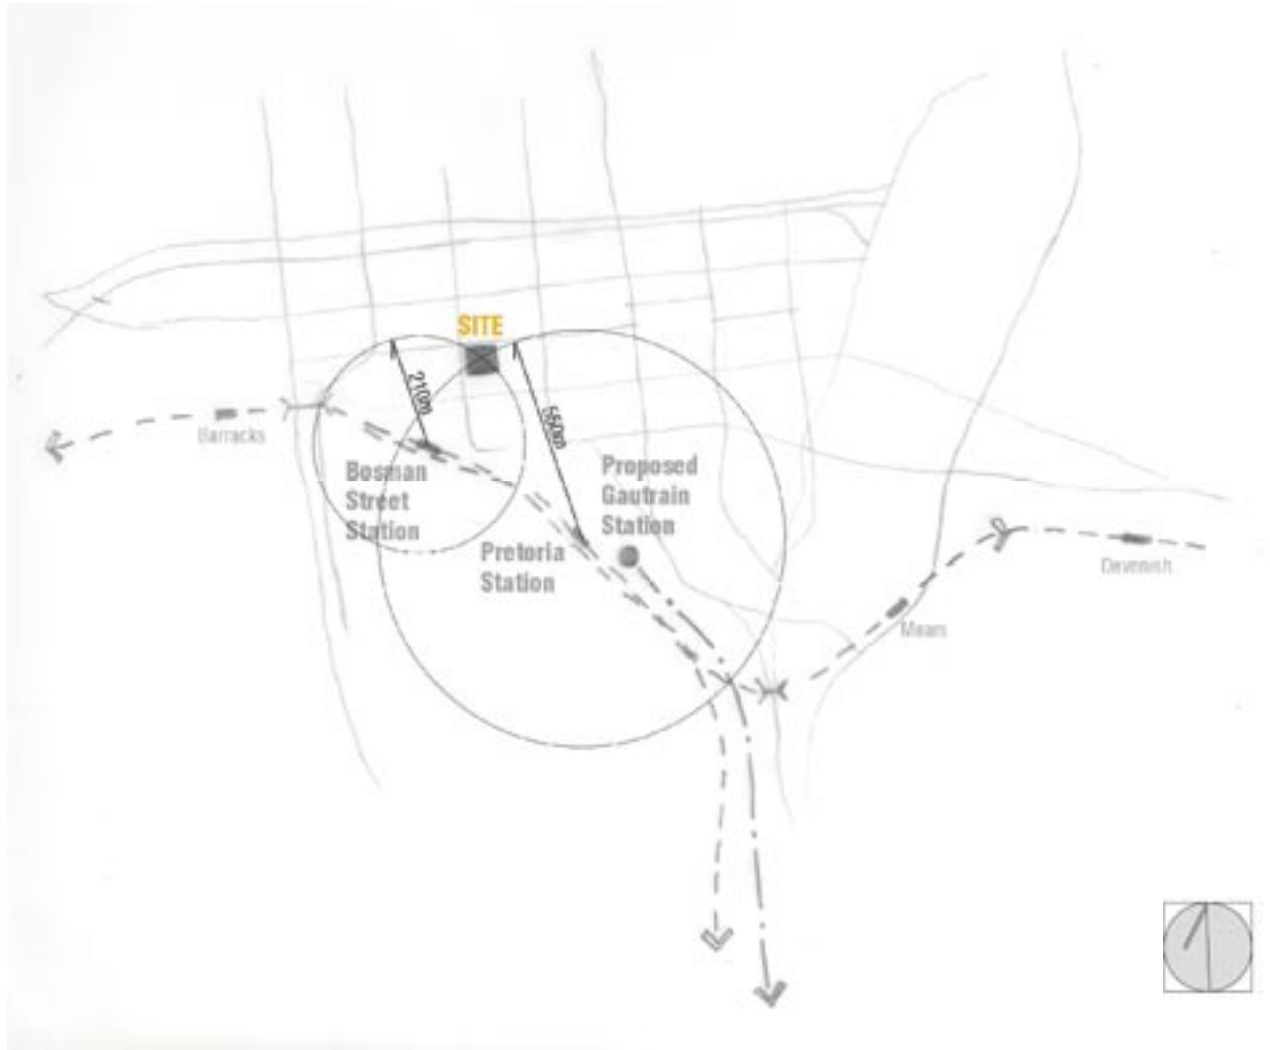 SITE
210m
550m
Barracks
Bosman
Street
Station
Proposed
Gautrain
Station
Pretoria
Station
Devenish
Mears